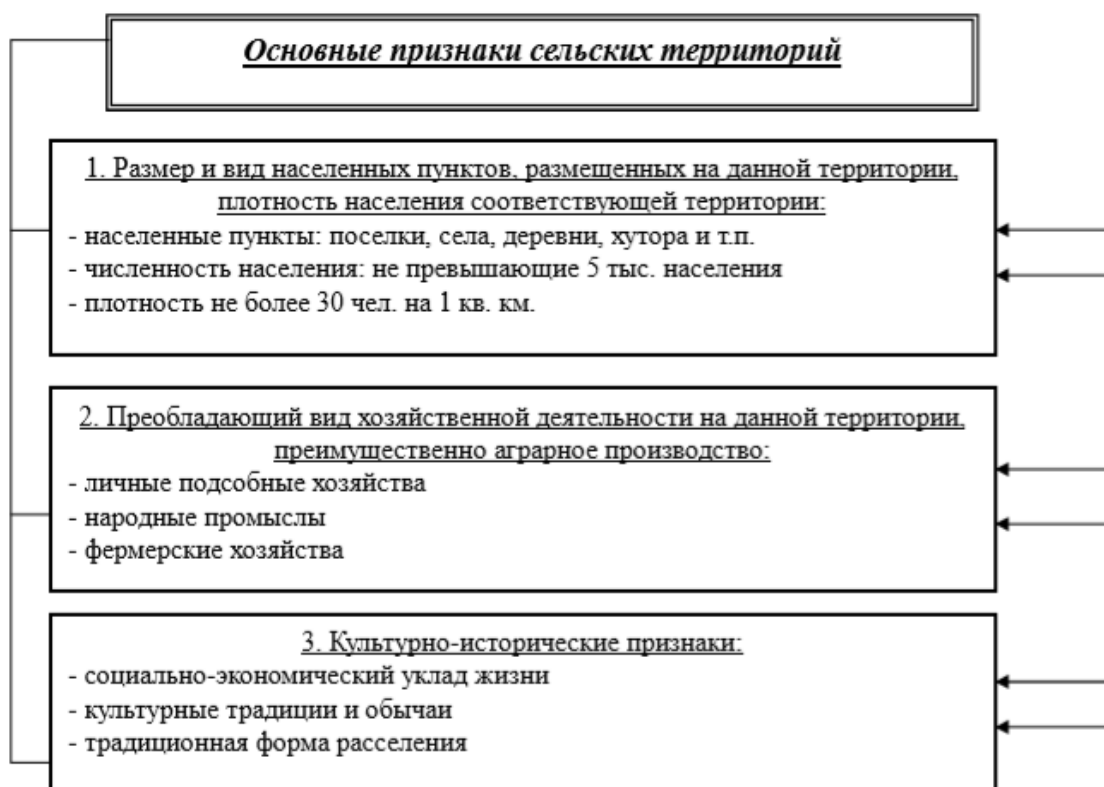 Основные признаки сельских территорий
1. Размер и вид населенных пунктов, размещенных на данной территории,
плотность населения соответствующей территории:
- населенные пункты: поселки, села, деревни, хутора и т.п.
- численность населения: не превышающие 5 тыс. населения
- плотность не более 30 чел. на 1 кв. км.
2. Преобладающий вид хозяйственной деятельности на данной территории,
преимущественно аграрное производство:
- личные подсобные хозяйства
- народные промыслы
- фермерские хозяйства
3. Культурно-исторические признаки:
- социально-экономический уклад жизни
- культурные традиции и обычаи
- традиционная форма расселения